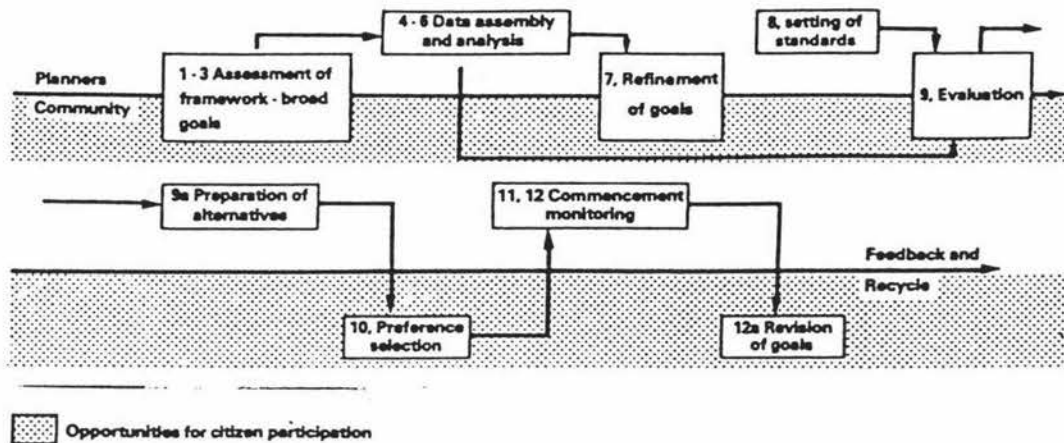 4 - 6 Data assembly
and analysis
8, setting of
standards
Planners
Community
1 - 3 Assessment of
framework - broad
goals
7, Refinement
of goals
9, Evaluation
9a Preparation of
alternatives
11, 12 Commencement
monitoring
Feedback and
Recycle
10, Preference
selection
12a Revision
of goals
Opportunities for citizen participation